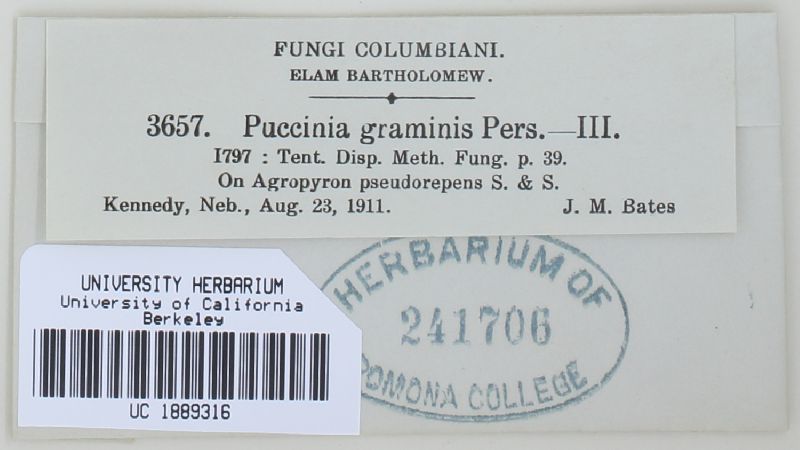 FUNGI COLUMBIANI.
ELAM BARTHOLOMEW.
3657. Puccinia graminis Pers.—III.
1797 : Tent. Disp. Meth. Fung. p. 39.
On Agropyron pseudorepens S. & S.
Kennedy, Neb., Aug. 23, 1911. J. M. Bates
HERBARIUM OF
241706
POMONA COLLEGE
UNIVERSITY HERBARIUM
University of California
Berkeley
UC 1889316